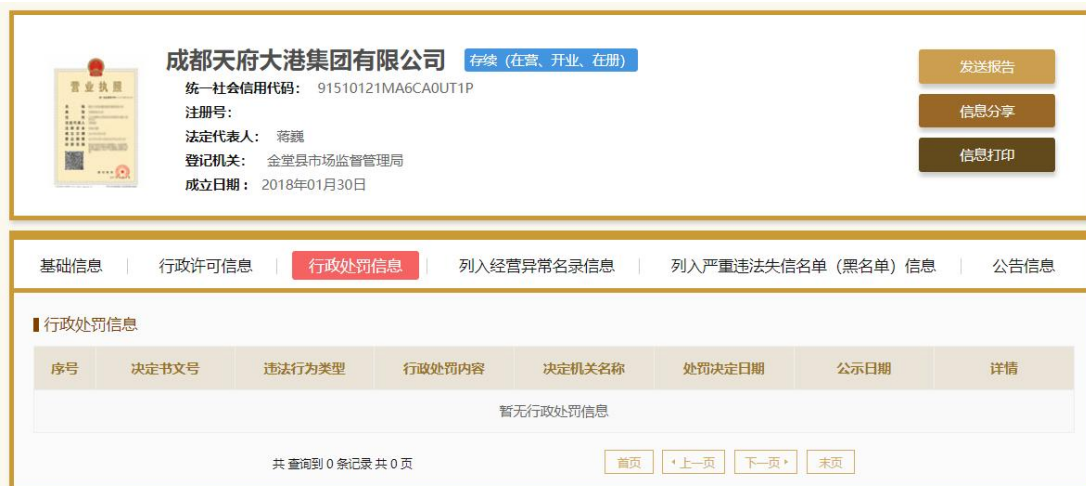 成都天府大港集团有限公司 存续（在营、开业、在册）
统一社会信用代码： 91510121MA6CA0UT1P
注册号：
法定代表人： 蒋巍
登记机关： 金堂县市场监督管理局
成立日期： 2018年01月30日
营业执照
发送报告
信息分享
信息打印
基础信息 行政许可信息 行政处罚信息 列入经营异常名录信息 列入严重违法失信名单（黑名单）信息 公告信息
行政处罚信息
序号 决定书文号 违法行为类型 行政处罚内容 决定机关名称 处罚决定日期 公示日期 详情
暂无行政处罚信息
共 查询到 0 条记录 共 0 页 首页 上一页 下一页 末页